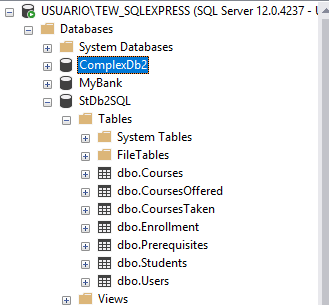 USUARIO\TEW_SQLEXPRESS (SQL Server 12.0.4237 - U
Databases
System Databases
ComplexDb2
MyBank
StDb2SQL
Tables
System Tables
FileTables
dbo.Courses
dbo.CoursesOffered
dbo.CoursesTaken
dbo.Enrollment
dbo.Prerequisites
dbo.Students
dbo.Users
Views